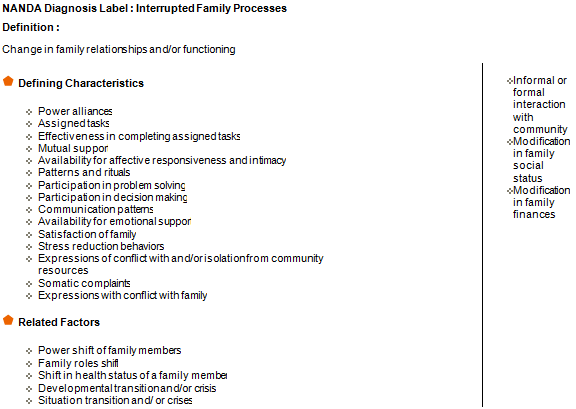 NANDA Diagnosis Label : Interrupted Family Processes
Definition :
Change in family relationships and/or functioning
Defining Characteristics
Power alliances
Assigned tasks
Effectiveness in completing assigned tasks
Mutual suppor
Availability for affective responsiveness and intimacy
Patterns and rituals
Participation in problem solving
Participation in decision making
Communication patterns
Availability for emotional suppor
Satisfaction of family
Stress reduction behaviors
Expressions of conflict with and/or isolation from community
resources
Somatic complaints
Expressions with conflict with family
Related Factors
Power shift of family members
Family roles shift
Shift in health status of a family member
Developmental transition and/or crisis
Situation transition and/ or crises
Informal or
formal
interaction
with
community
Modification
in family
social
status
Modification
in family
finances